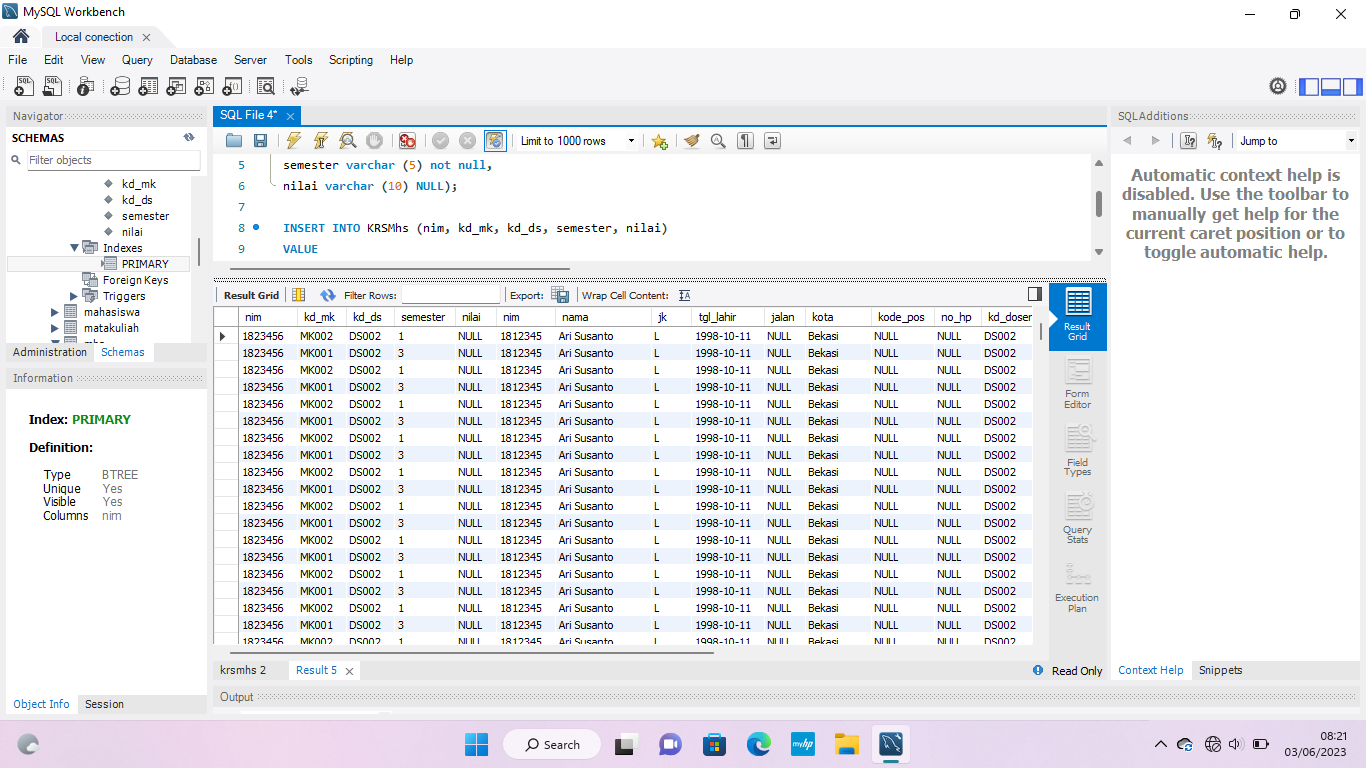 MySQL Workbench
Local conection
File Edit View Query Database Server Tools Scripting Help
Navigator
SCHEMAS
Filter objects
kd_mk
kd_ds
semester
nilai
Indexes
PRIMARY
Foreign Keys
Triggers
mahasiswa
matakuliah
Administration Schemas
Information
Index: PRIMARY
Definition:
Type BTREE
Unique Yes
Visible Yes
Columns nim
Object Info Session
SQL File 4*
Limit to 1000 rows
5 semester varchar (5) not null,
6 nilai varchar (10) NULL);
7
8 INSERT INTO KRSMhs (nim, kd_mk, kd_ds, semester, nilai)
9 VALUE
Result Grid Filter Rows: Export: Wrap Cell Content:
nim kd_mk kd_ds semester nilai nim nama jk tgl_lahir jalan kota kode_pos no_hp kd_doser
1823456 MK002 DS002 1 NULL 1812345 Ari Susanto L 1998-10-11 NULL Bekasi NULL NULL DS002
1823456 MK001 DS002 3 NULL 1812345 Ari Susanto L 1998-10-11 NULL Bekasi NULL NULL DS002
1823456 MK002 DS002 1 NULL 1812345 Ari Susanto L 1998-10-11 NULL Bekasi NULL NULL DS002
1823456 MK001 DS002 3 NULL 1812345 Ari Susanto L 1998-10-11 NULL Bekasi NULL NULL DS002
1823456 MK002 DS002 1 NULL 1812345 Ari Susanto L 1998-10-11 NULL Bekasi NULL NULL DS002
1823456 MK001 DS002 3 NULL 1812345 Ari Susanto L 1998-10-11 NULL Bekasi NULL NULL DS002
1823456 MK002 DS002 1 NULL 1812345 Ari Susanto L 1998-10-11 NULL Bekasi NULL NULL DS002
1823456 MK001 DS002 3 NULL 1812345 Ari Susanto L 1998-10-11 NULL Bekasi NULL NULL DS002
1823456 MK002 DS002 1 NULL 1812345 Ari Susanto L 1998-10-11 NULL Bekasi NULL NULL DS002
1823456 MK001 DS002 3 NULL 1812345 Ari Susanto L 1998-10-11 NULL Bekasi NULL NULL DS002
1823456 MK002 DS002 1 NULL 1812345 Ari Susanto L 1998-10-11 NULL Bekasi NULL NULL DS002
1823456 MK001 DS002 3 NULL 1812345 Ari Susanto L 1998-10-11 NULL Bekasi NULL NULL DS002
1823456 MK002 DS002 1 NULL 1812345 Ari Susanto L 1998-10-11 NULL Bekasi NULL NULL DS002
1823456 MK001 DS002 3 NULL 1812345 Ari Susanto L 1998-10-11 NULL Bekasi NULL NULL DS002
1823456 MK002 DS002 1 NULL 1812345 Ari Susanto L 1998-10-11 NULL Bekasi NULL NULL DS002
1823456 MK001 DS002 3 NULL 1812345 Ari Susanto L 1998-10-11 NULL Bekasi NULL NULL DS002
1823456 MK002 DS002 1 NULL 1812345 Ari Susanto L 1998-10-11 NULL Bekasi NULL NULL DS002
1823456 MK001 DS002 3 NULL 1812345 Ari Susanto L 1998-10-11 NULL Bekasi NULL NULL DS002
1823456 MK002 DS002 1 NULL 1812345 Ari Susanto L 1998-10-11 NULL Bekasi NULL NULL DS002
krsmhs 2 Result 5
Read Only
Output
Result
Grid
Form
Editor
Field
Types
Query
Stats
Execution
Plan
SQLAdditions
Jump to
Automatic context help is
disabled. Use the toolbar to
manually get help for the
current caret position or to
toggle automatic help.
Context Help Snippets
Search
myhp
08:21
03/06/2023